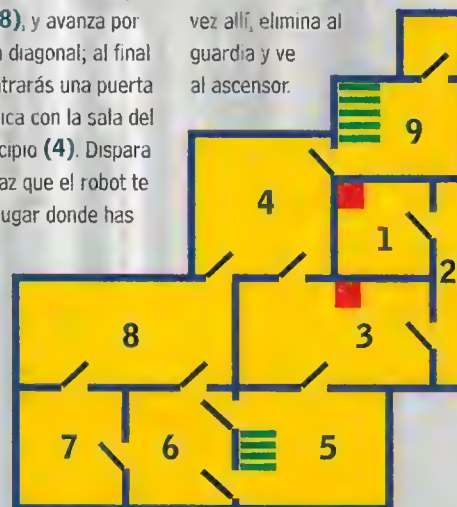 8), y avanza por
diagonal; al final
trarás una puerta
ica con la sala del
cipio (4). Dispara
az que el robot te
ugar donde has
vez allí, elimina al
guardia y ve
al ascensor.
9
4
1
2
3
8
7
6
5